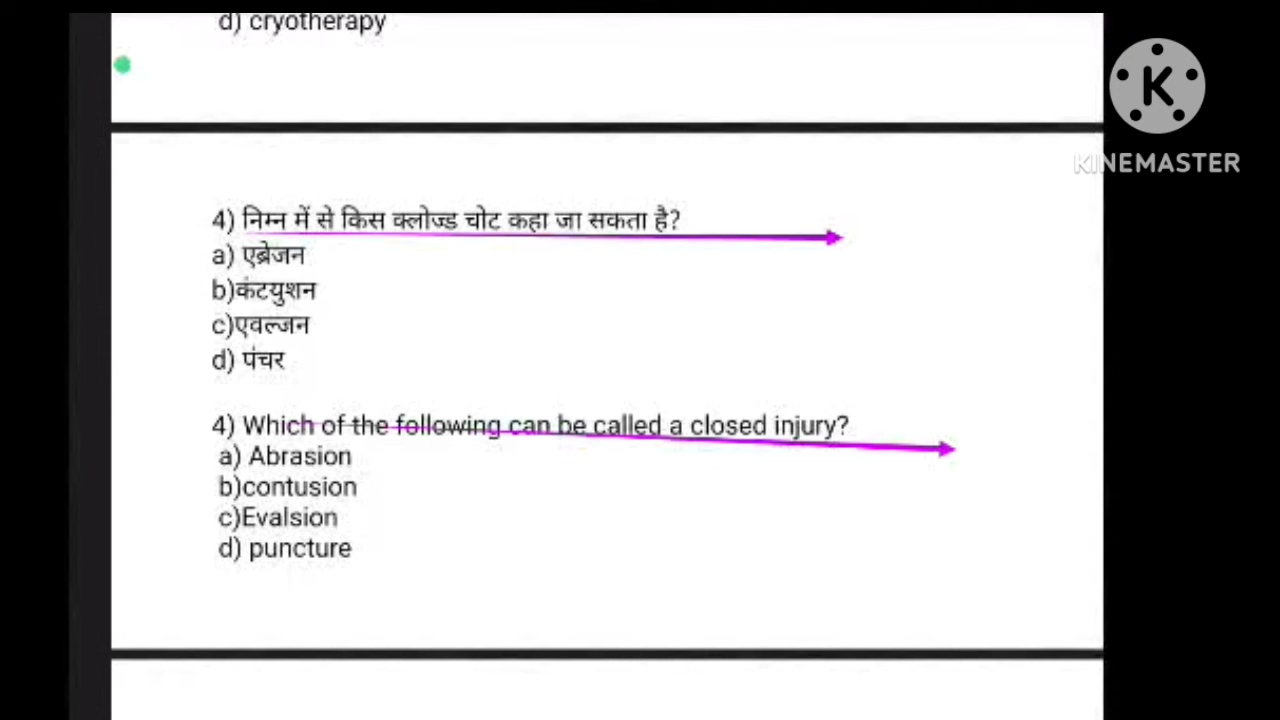 d) cryotherapy
K
KINEMASTER
4) निम्न में से किस क्लोज्ड चोट कहा जा सकता है?
a) एब्रेजन
b)कंटयुशन
c)एवल्जन
d) पंचर
4) Which of the following can be called a closed injury?
a) Abrasion
b)contusion
c)Evalsion
d) puncture